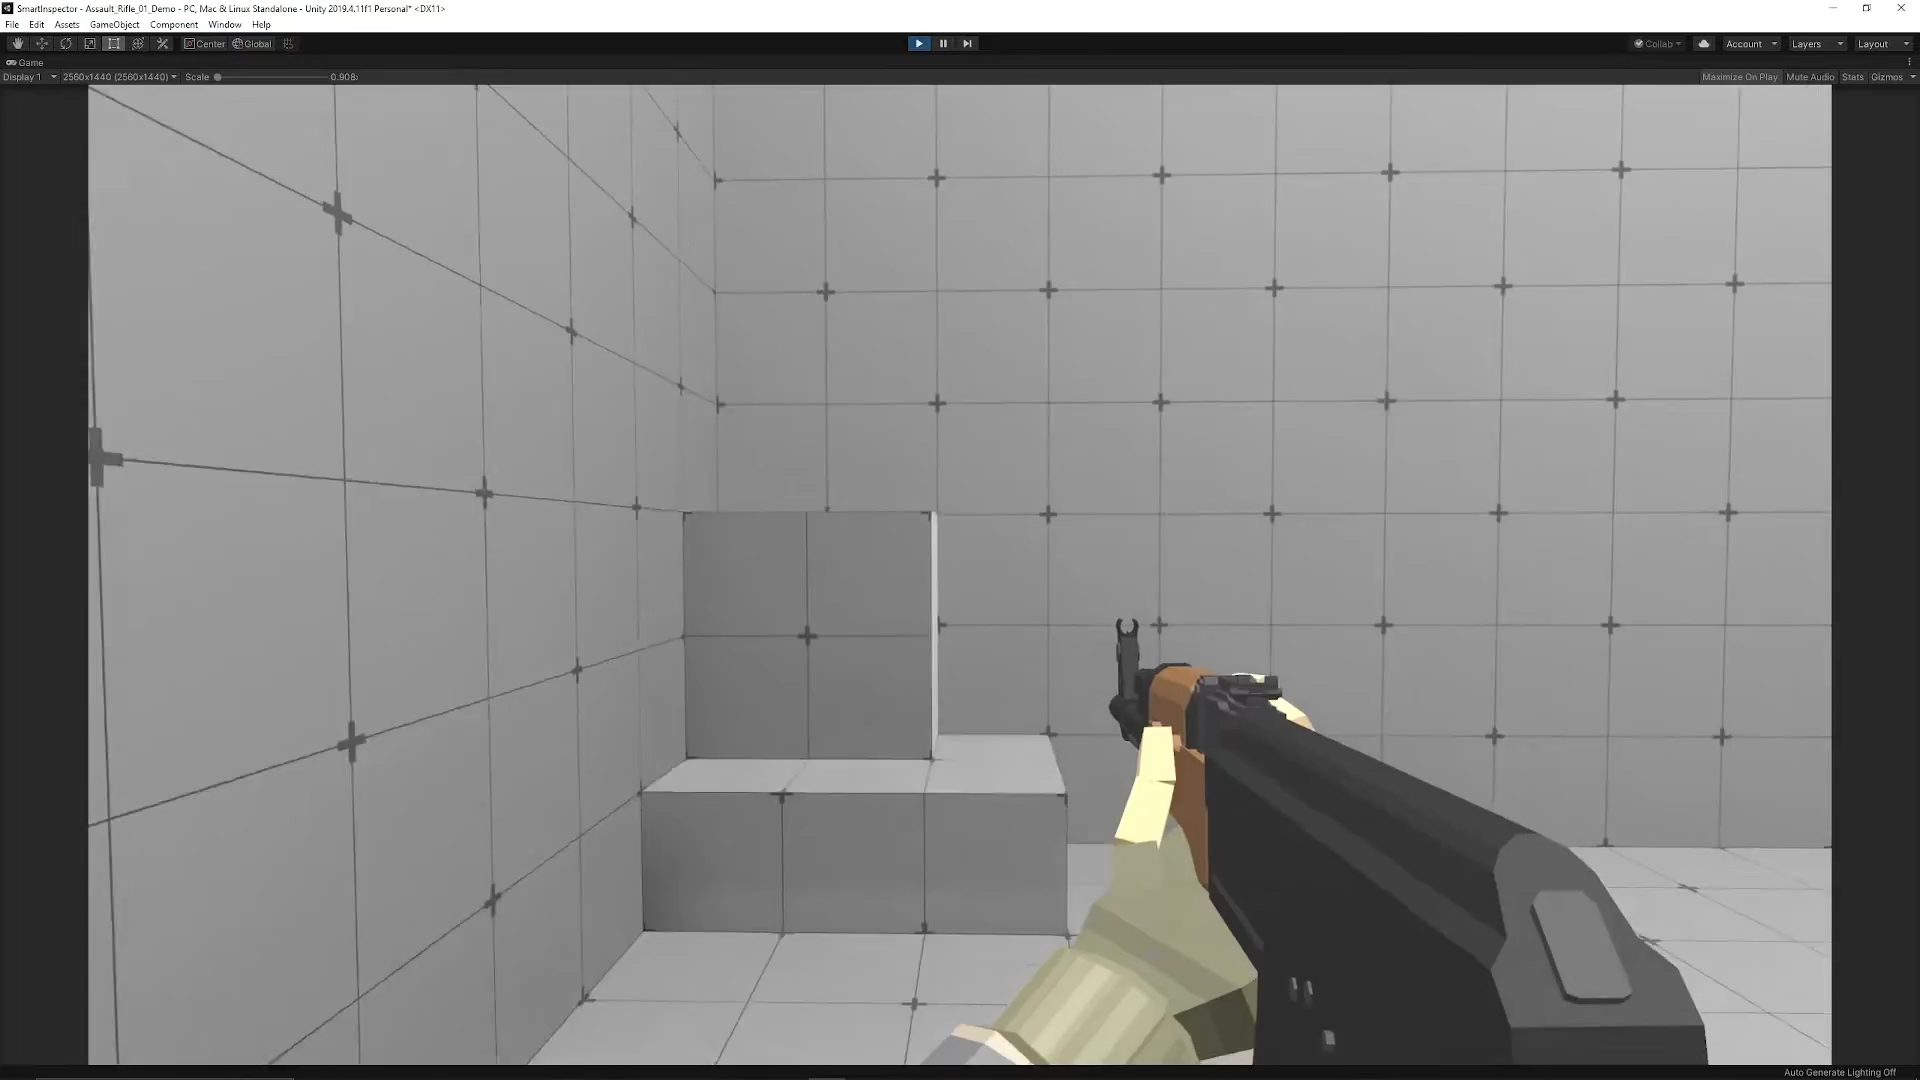 SmartInspector - Assault_Rifle_01_Demo - PC, Mac & Linux Standalone - Unity 2019.4.11f1 Personal* <DX11>
File Edit Assets GameObject Component Window Help
Center Global Collab Account Layers Layout
Game
Display 1 2560x1440 (2560x1440) Scale 0.908x Maximize On Play Mute Audio Stats Gizmos
Auto Generate Lighting Off